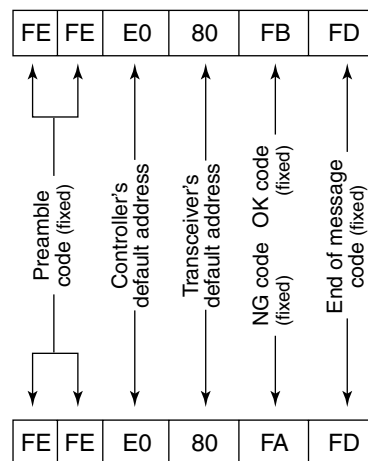 FE FE E0 80 FB FD
Preamble
code (fixed)
Controller's
default address
Transceiver's
default address
OK code
(fixed)
NG code
(fixed)
End of message
code (fixed)
FE FE E0 80 FA FD